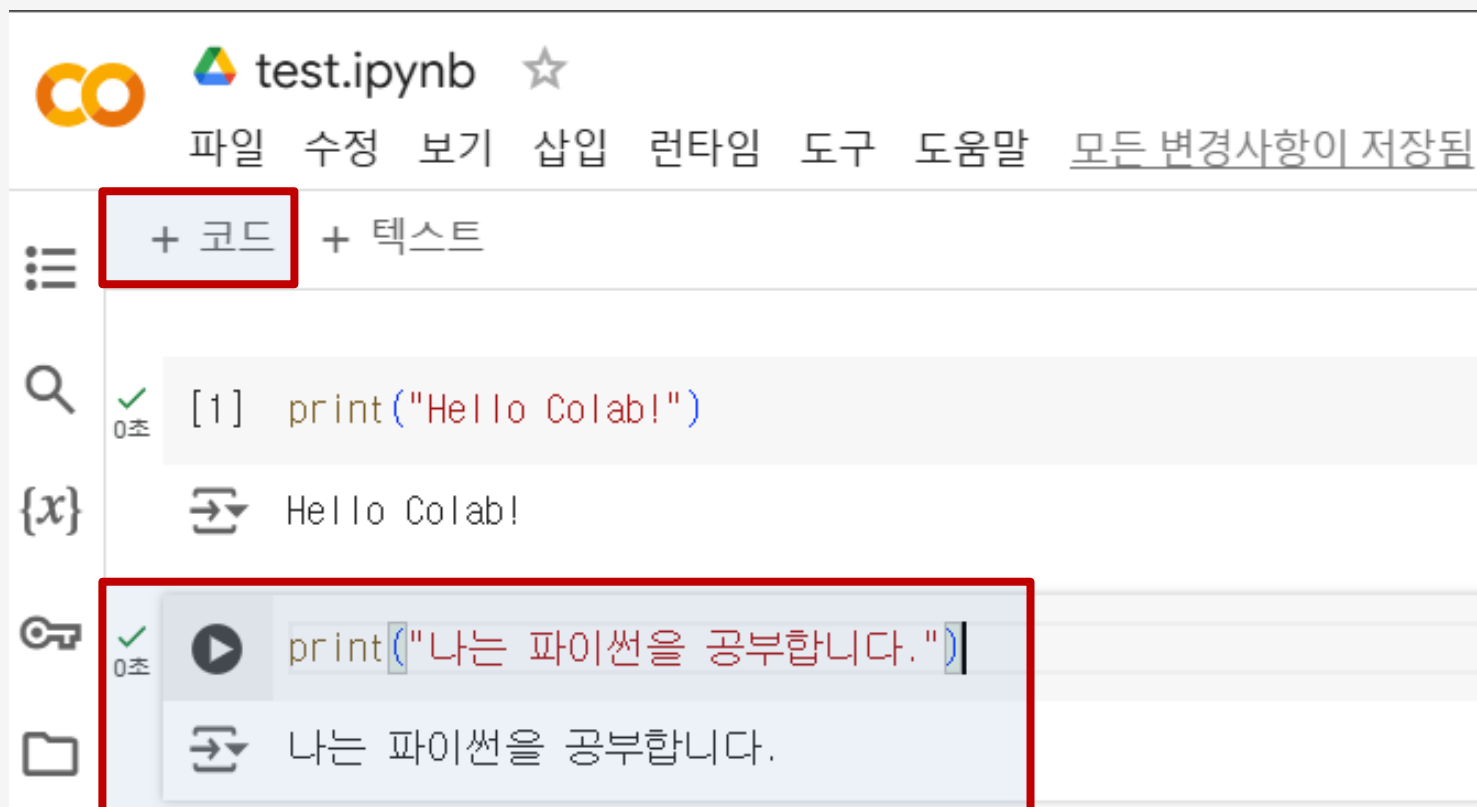 test.ipynb
파일 수정 보기 삽입 런타임 도구 도움말 모든 변경사항이 저장됨
+ 코드 + 텍스트
[1] print("Hello Colab!")
0초
Hello Colab!
{x}
print("나는 파이썬을 공부합니다.")
0초
나는 파이썬을 공부합니다.